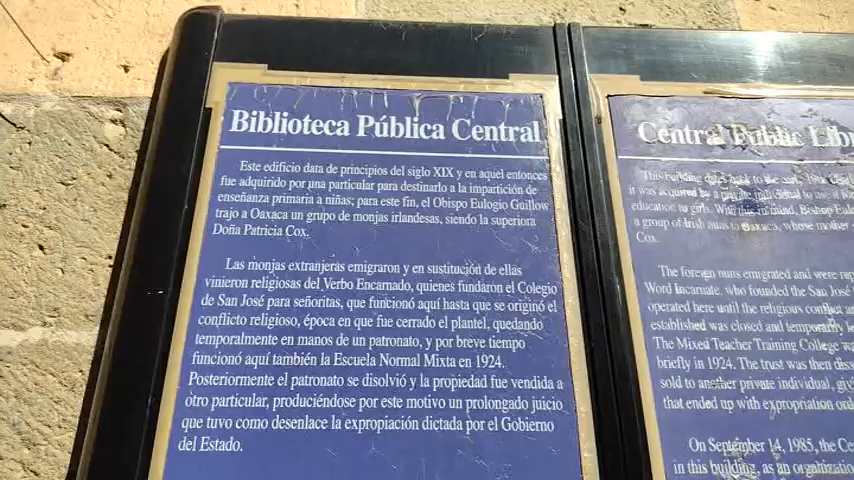 Biblioteca Pública Central
Este edificio data de principios del siglo XIX y en aquel entonces
fue adquirido por una particular para destinarlo a la impartición de
enseñanza primaria a niñas; para este fin, el Obispo Eulogio Guillow
trajo a Oaxaca un grupo de monjas irlandesas, siendo la superiora
Doña Patricia Cox.
Las monjas extranjeras emigraron y en sustitución de ellas
vinieron religiosas del Verbo Encarnado, quienes fundaron el Colegio
de San José para señoritas, que funcionó aquí hasta que se originó el
conflicto religioso, época en que fue cerrado el plantel, quedando
temporalmente en manos de un patronato, y por breve tiempo
funcionó aquí también la Escuela Normal Mixta en 1924.
Posteriormente el patronato se disolvió y la propiedad fue vendida a
otro particular, produciéndose por este motivo un prolongado juicio
que tuvo como desenlace la expropiación dictada por el Gobierno
del Estado.
Central Public
This building dates back to the
it was acquired by a private
education to girls. With this in mind, Bishop
a group of Irish nuns to Oaxaca, whose mother
Cox.
The foreign nuns emigrated and were
Word Incarnate, who founded the San José
operated here until the religious conflict
established was closed and temporarily
The Mixed Teacher Training College
briefly in 1924. The trust was then
sold to another private individual,
that ended up with expropriation
On September 14, 1985, the
in this building, as an